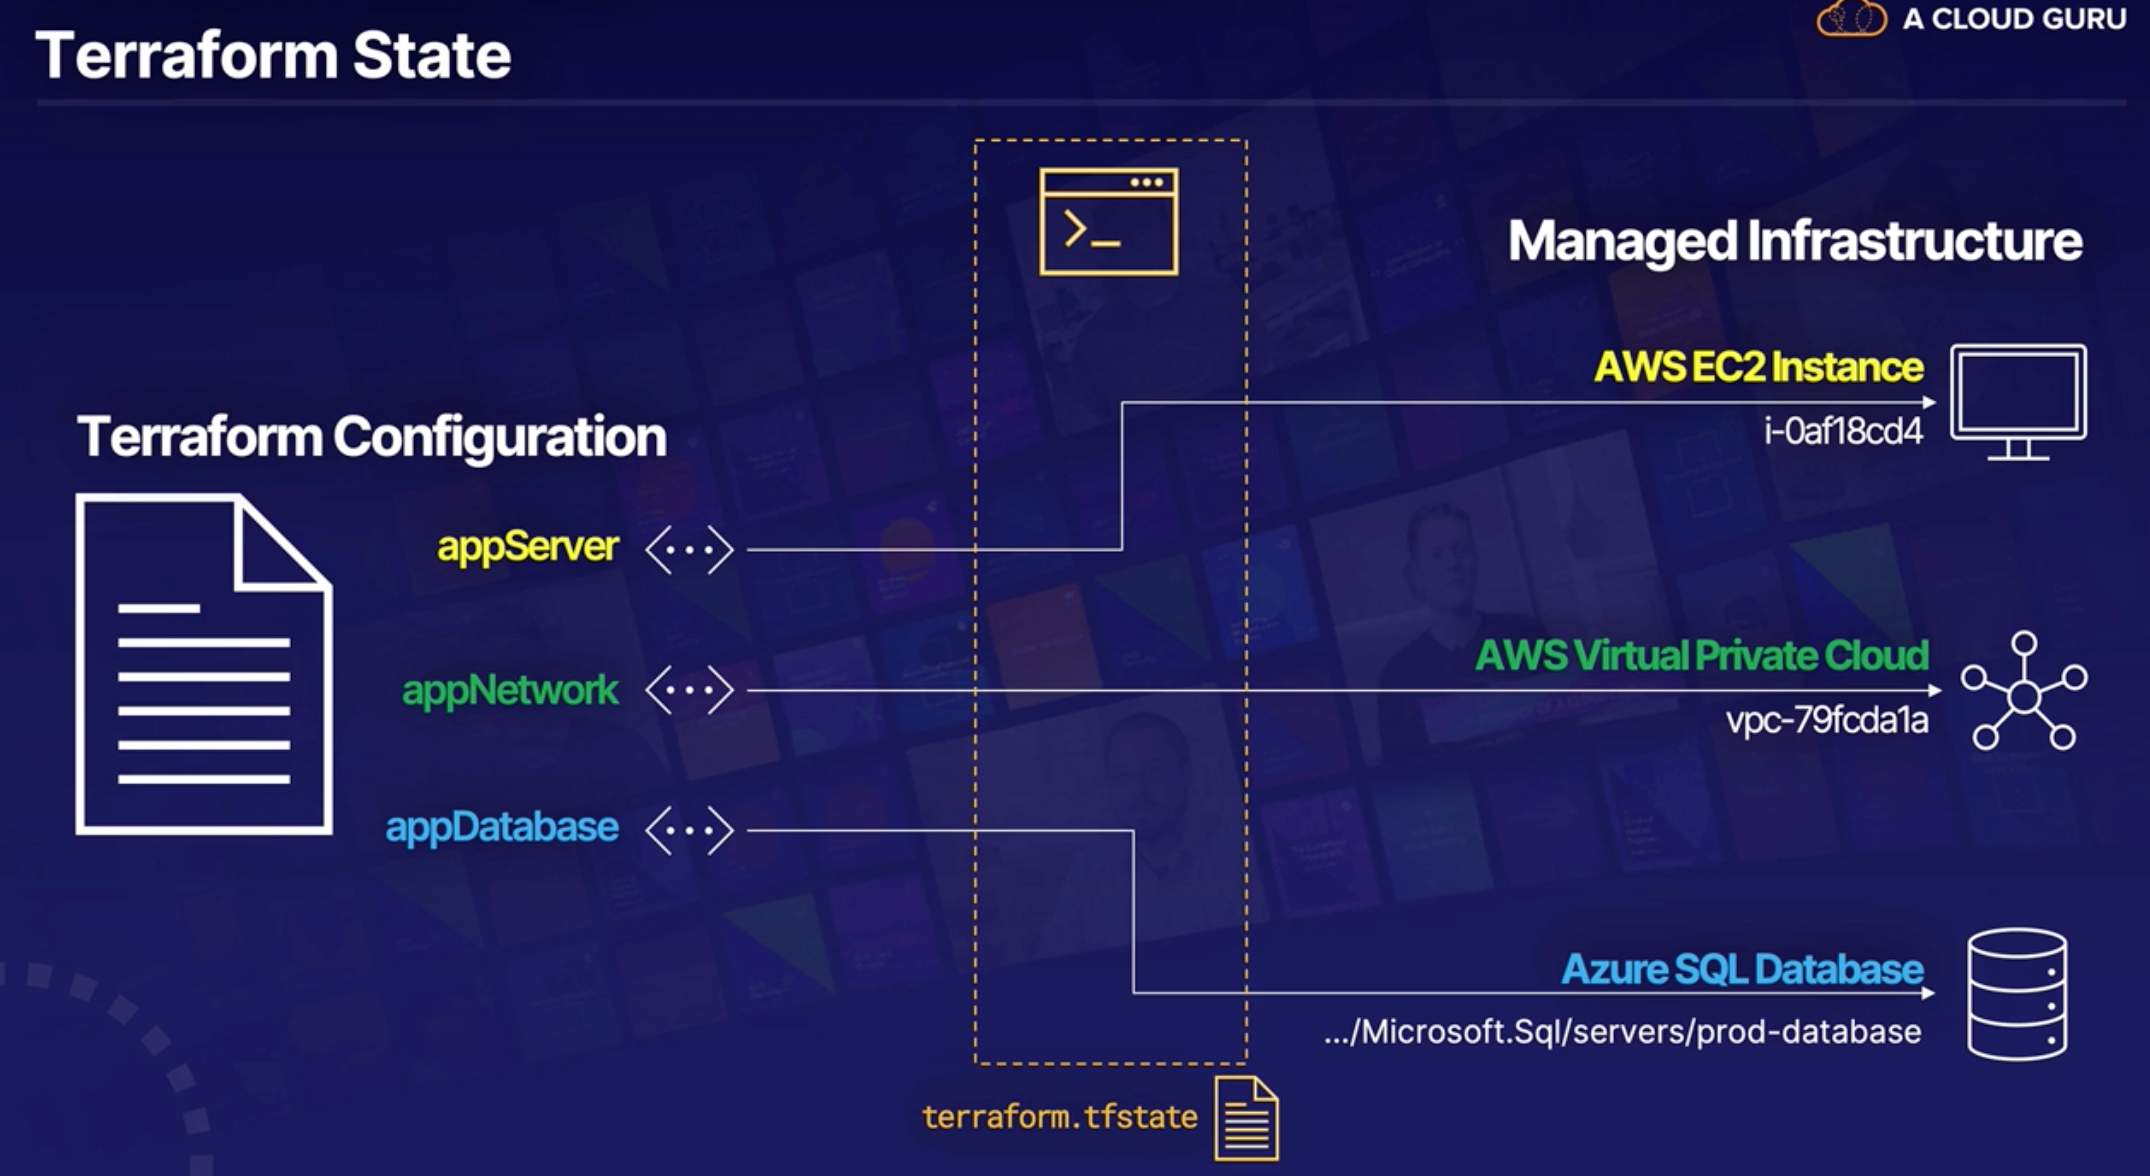 A CLOUD GURU
Terraform State
Managed Infrastructure
AWS EC2 Instance
i-0af18cd4
Terraform Configuration
appServer
appNetwork
AWS Virtual Private Cloud
vpc-79fcda1a
appDatabase
Azure SQL Database
.../Microsoft.Sql/servers/prod-database
terraform.tfstate